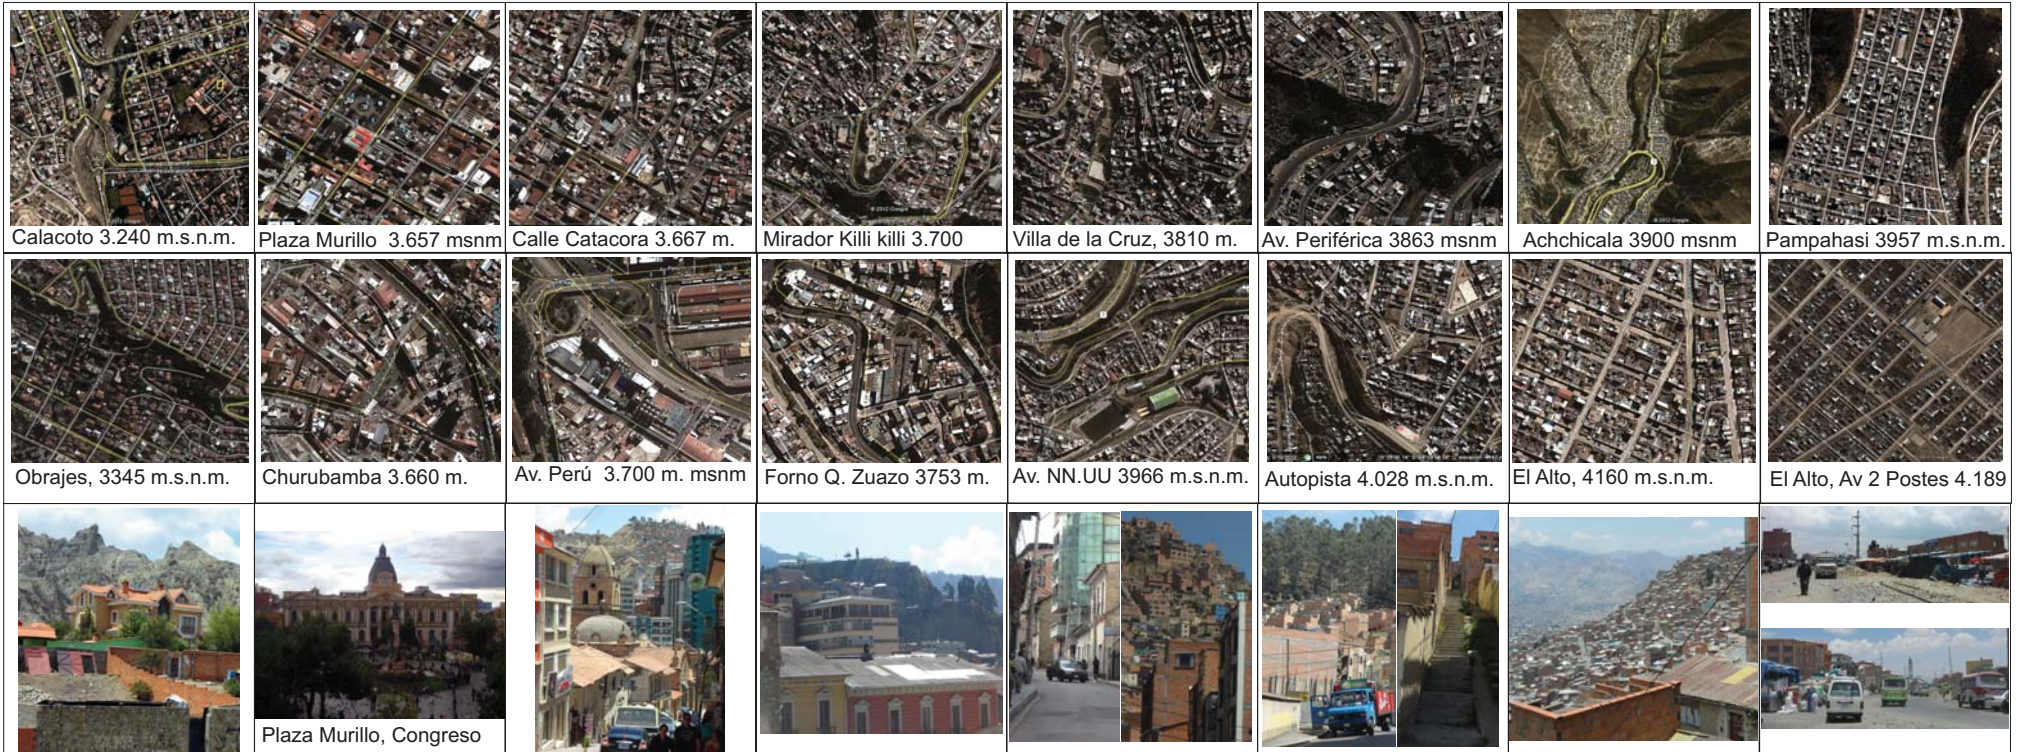 Calacoto 3.240 m.s.n.m.
Plaza Murillo 3.657 msnm
Calle Catacora 3.667 m.
Mirador Killi killi 3.700
Villa de la Cruz, 3810 m.
Av. Periférica 3863 msnm
Achchicala 3900 msnm
Pampahasi 3957 m.s.n.m.
Obrajes, 3345 m.s.n.m.
Churubamba 3.660 m.
Av. Perú 3.700 m. msnm
Forno Q. Zuazo 3753 m.
Av. NN.UU 3966 m.s.n.m.
Autopista 4.028 m.s.n.m.
El Alto, 4160 m.s.n.m.
El Alto, Av 2 Postes 4.189
Plaza Murillo, Congreso